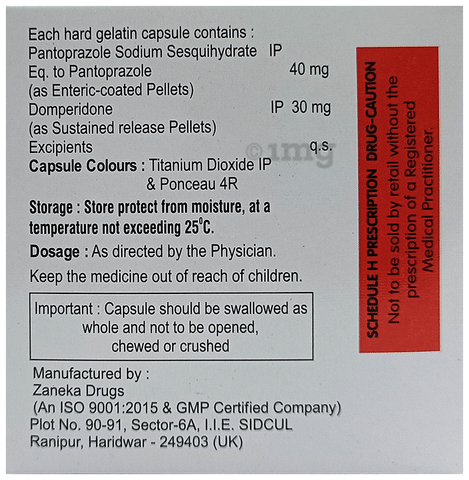 Each hard gelatin capsule contains :
Pantoprazole Sodium Sesquihydrate IP
Eq. to Pantoprazole 40 mg
(as Enteric-coated Pellets)
Domperidone IP 30 mg
(as Sustained release Pellets)
Excipients q.s.
1mg
Capsule Colours : Titanium Dioxide IP
& Ponceau 4R
Storage : Store protect from moisture, at a
temperature not exceeding 25°C.
Dosage : As directed by the Physician.
Keep the medicine out of reach of children.
Important : Capsule should be swallowed as
whole and not to be opened,
chewed or crushed
Manufactured by :
Zaneka Drugs
(An ISO 9001:2015 & GMP Certified Company)
Plot No. 90-91, Sector-6A, I.I.E. SIDCUL
Ranipur, Haridwar - 249403 (UK)
SCHEDULE H PRESCRIPTION DRUG-CAUTION
Not to be sold by retail without the
prescription of a Registered
Medical Practitioner.